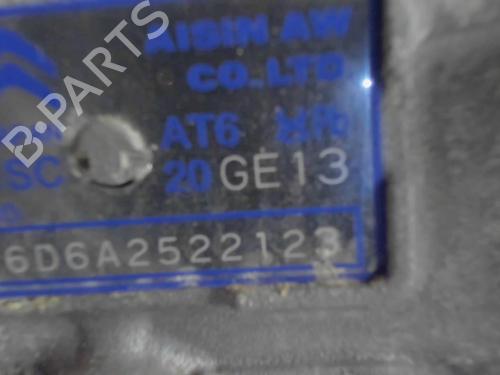 AISIN AW
CO.,LTD
AT6
SC
20 GE13
6D6A2522123
B-PARTS